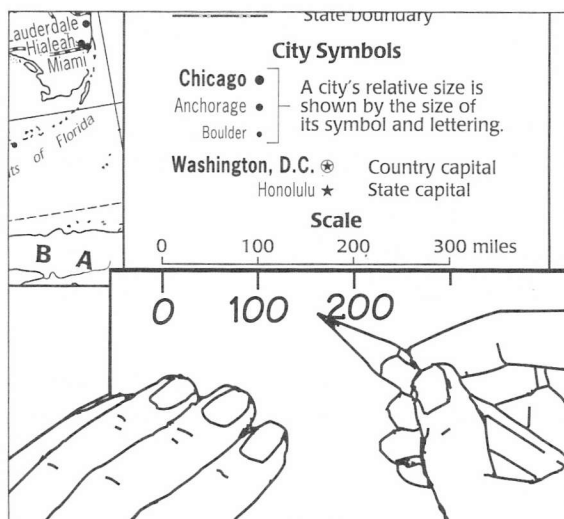 State boundary
auderdale
Hialeah
Miami
ts of Florida
B A
City Symbols
Chicago
Anchorage
Boulder
A city's relative size is
shown by the size of
its symbol and lettering.
Washington, D.C. Country capital
Honolulu State capital
Scale
0 100 200 300 miles
0 100 200